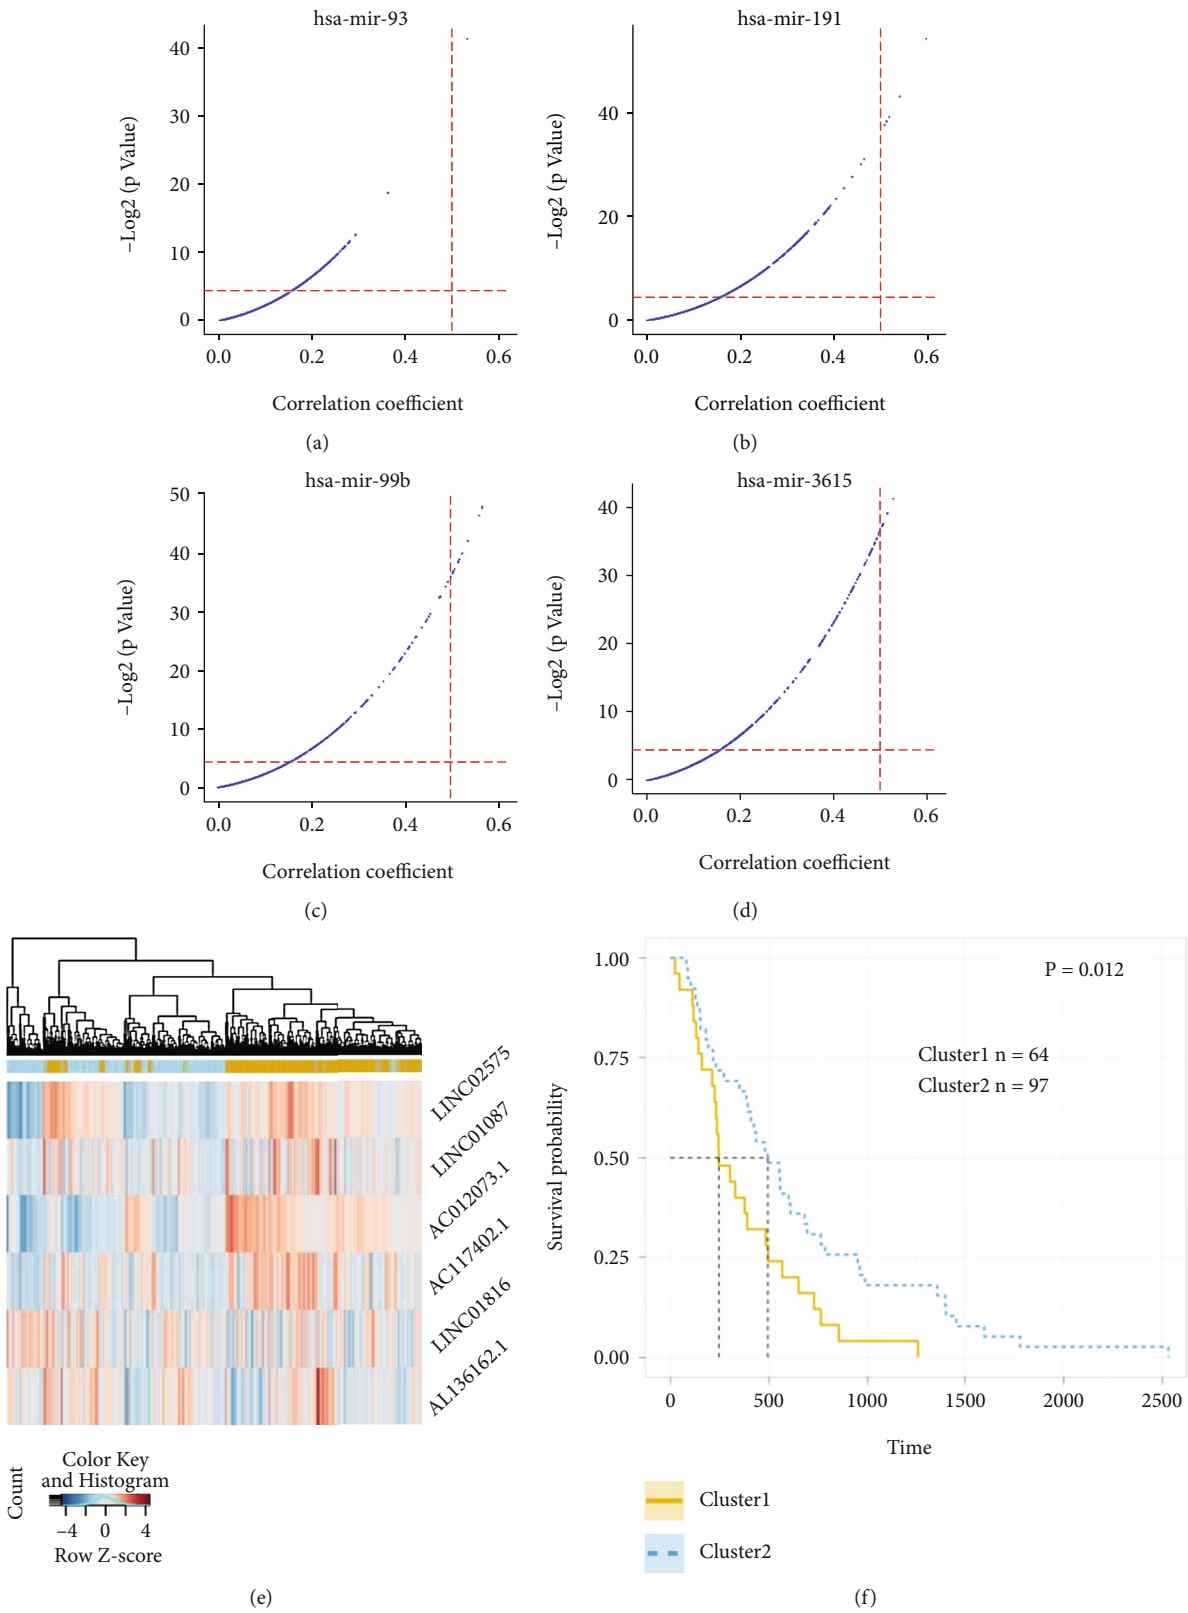 hsa-mir-93
40
30
20
10
0
−Log2 (p Value)
0.0 0.2 0.4 0.6
Correlation coefficient
(a)
hsa-mir-191
40
20
0
−Log2 (p Value)
0.0 0.2 0.4 0.6
Correlation coefficient
(b)
hsa-mir-99b
50
40
30
20
10
0
−Log2 (p Value)
0.0 0.2 0.4 0.6
Correlation coefficient
(c)
hsa-mir-3615
40
30
20
10
0
−Log2 (p Value)
0.0 0.2 0.4 0.6
Correlation coefficient
(d)
LINC02575
LINC01087
AC012073.1
AC117402.1
LINC01816
AL136162.1
Color Key
and Histogram
Count
−4 0 4
Row Z-score
(e)
1.00
0.75
0.50
0.25
0.00
Survival probability
P = 0.012
Cluster1 n = 64
Cluster2 n = 97
0 500 1000 1500 2000 2500
Time
Cluster1
Cluster2
(f)